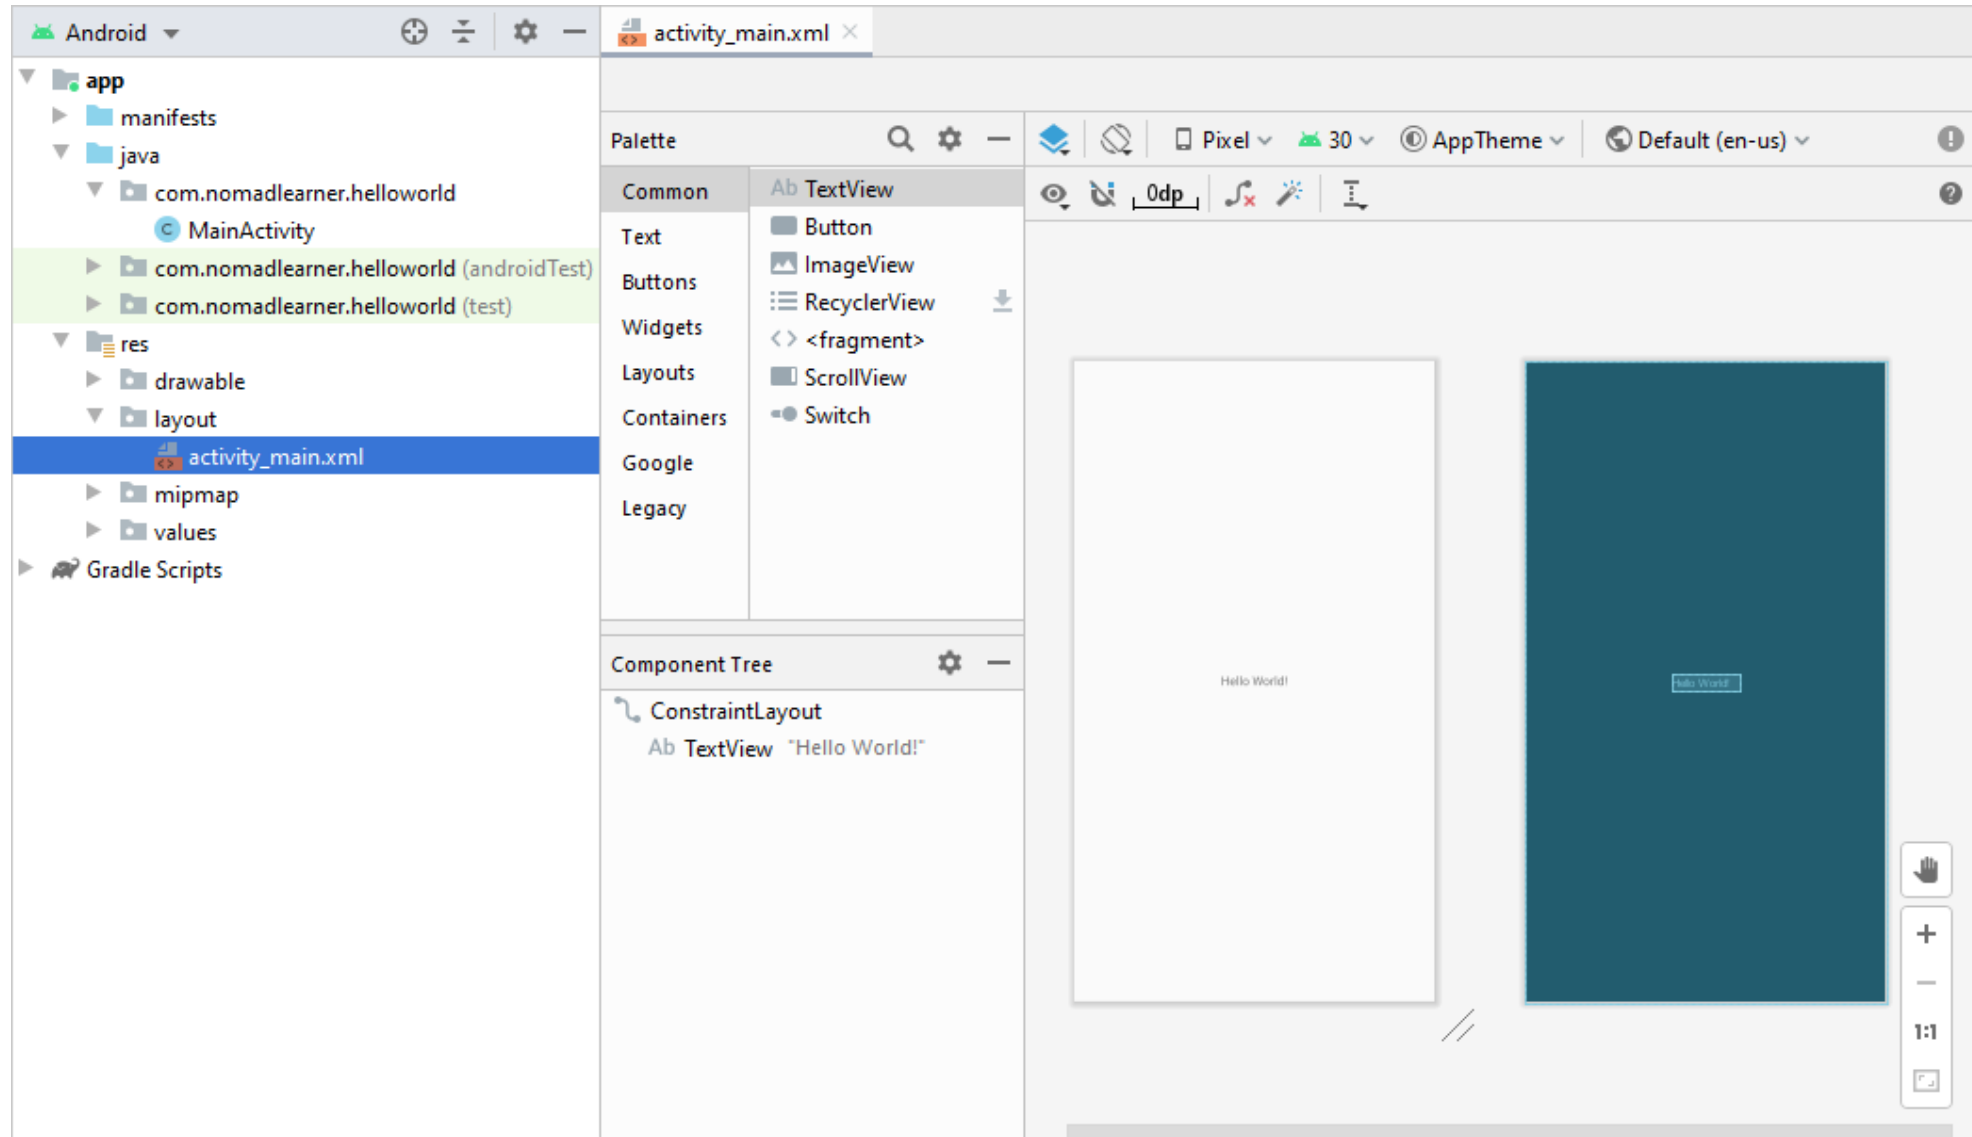 Android
app
manifests
java
com.nomadlearner.helloworld
MainActivity
com.nomadlearner.helloworld (androidTest)
com.nomadlearner.helloworld (test)
res
drawable
layout
activity_main.xml
mipmap
values
Gradle Scripts
activity_main.xml
Palette
Common
Text
Buttons
Widgets
Layouts
Containers
Google
Legacy
Ab TextView
Button
ImageView
RecyclerView
<fragment>
ScrollView
Switch
Component Tree
ConstraintLayout
Ab TextView "Hello World!"
Pixel 30 AppTheme Default (en-us)
0dp
Hello World!
Hello World!
1:1